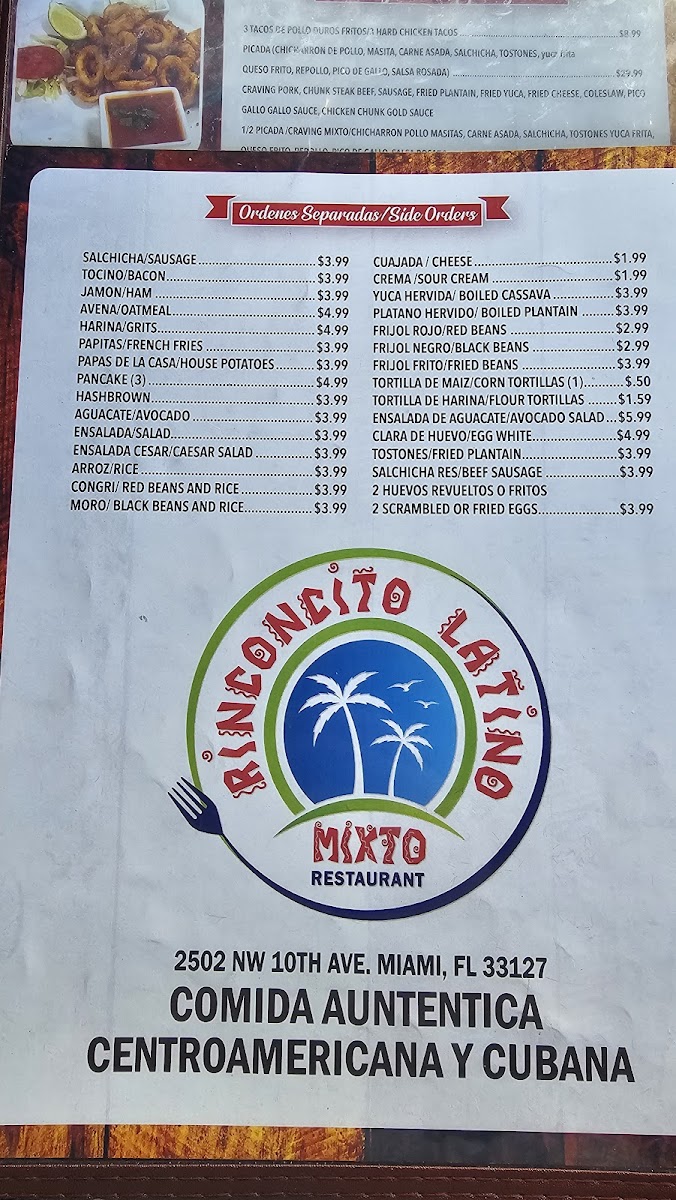 3 TACOS DE POLLO DUROS FRITOS/3 HARD CHICKEN TACOS $8.99
PICADA (CHICHARRON DE POLLO, MASITA, CARNE ASADA, SALCHICHA, TOSTONES, yuca frita
QUESO FRITO, REPOLLO, PICO DE GALLO, SALSA ROSADA) $29.99
CRAVING PORK, CHUNK STEAK BEEF, SAUSAGE, FRIED PLANTAIN, FRIED YUCA, FRIED CHEESE, COLESLAW, PICO
GALLO GALLO SAUCE, CHICKEN CHUNK GOLD SAUCE
1/2 PICADA /CRAVING MIXTO/CHICHARRON POLLO MASITAS, CARNE ASADA, SALCHICHA, TOSTONES YUCA FRITA,
Ordenes Separadas/Side Orders
SALCHICHA/SAUSAGE $3.99
TOCINO/BACON $3.99
JAMON/HAM $3.99
AVENA/OATMEAL $4.99
HARINA/GRITS $4.99
PAPITAS/FRENCH FRIES $3.99
PAPAS DE LA CASA/HOUSE POTATOES $3.99
PANCAKE (3) $4.99
HASHBROWN $3.99
AGUACATE/AVOCADO $3.99
ENSALADA/SALAD $3.99
ENSALADA CESAR/CAESAR SALAD $3.99
ARROZ/RICE $3.99
CONGRI/ RED BEANS AND RICE $3.99
MORO/ BLACK BEANS AND RICE $3.99
CUAJADA / CHEESE $1.99
CREMA /SOUR CREAM $1.99
YUCA HERVIDA/ BOILED CASSAVA $3.99
PLATANO HERVIDO/ BOILED PLANTAIN $3.99
FRIJOL ROJO/RED BEANS $2.99
FRIJOL NEGRO/BLACK BEANS $2.99
FRIJOL FRITO/FRIED BEANS $3.99
TORTILLA DE MAIZ/CORN TORTILLAS (1) $.50
TORTILLA DE HARINA/FLOUR TORTILLAS $1.59
ENSALADA DE AGUACATE/AVOCADO SALAD $5.99
CLARA DE HUEVO/EGG WHITE $4.99
TOSTONES/FRIED PLANTAIN $3.99
SALCHICHA RES/BEEF SAUSAGE $3.99
2 HUEVOS REVUELTOS O FRITOS
2 SCRAMBLED OR FRIED EGGS $3.99
RINCONCITO LATINO
MIXTO
RESTAURANT
2502 NW 10TH AVE. MIAMI, FL 33127
COMIDA AUNTENTICA
CENTROAMERICANA Y CUBANA